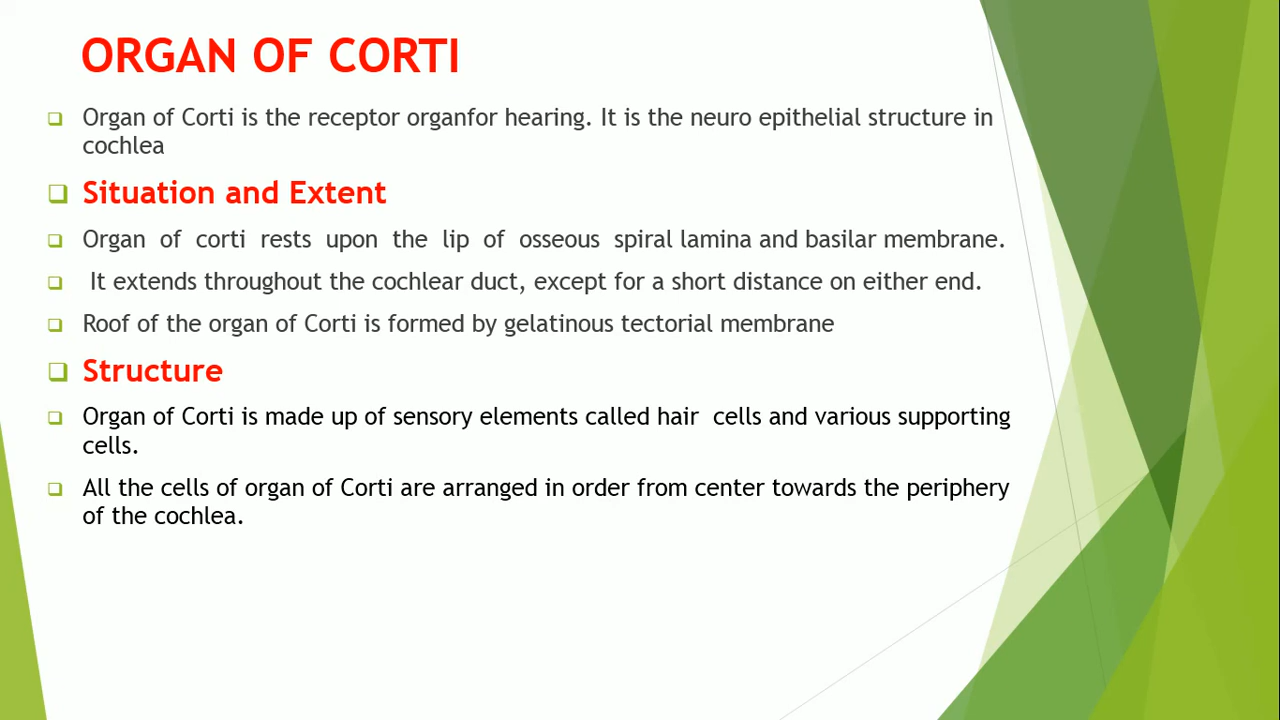 ORGAN OF CORTI
Organ of Corti is the receptor organfor hearing. It is the neuro epithelial structure in
cochlea
Situation and Extent
Organ of corti rests upon the lip of osseous spiral lamina and basilar membrane.
It extends throughout the cochlear duct, except for a short distance on either end.
Roof of the organ of Corti is formed by gelatinous tectorial membrane
Structure
Organ of Corti is made up of sensory elements called hair cells and various supporting
cells.
All the cells of organ of Corti are arranged in order from center towards the periphery
of the cochlea.